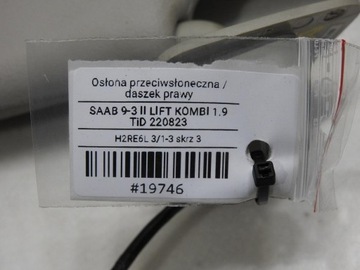 Osłona przeciwsłoneczna /
daszek prawy
SAAB 9-3 II LIFT KOMBI 1.9
TiD 220823
H2RE6L 3/1-3 skrz 3
#19746